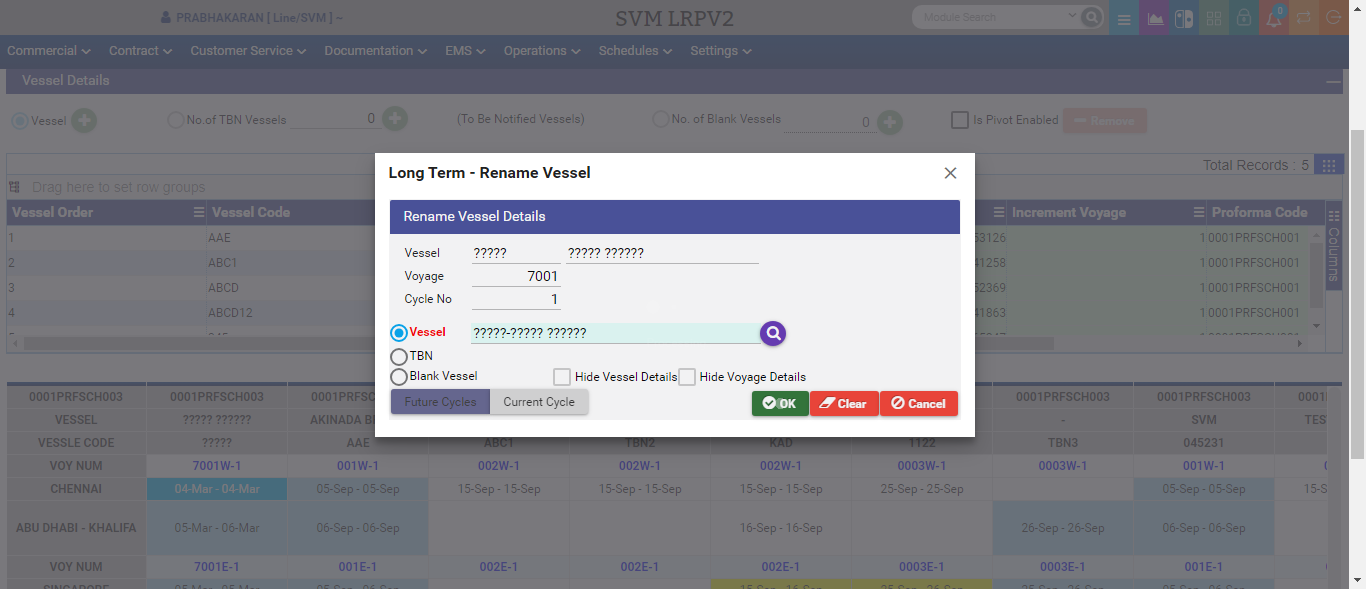 PRABHAKARAN [ Line/SVM ] ~
SVM LRPV2
Module Search
0
Commercial Contract Customer Service Documentation EMS Operations Schedules Settings
Vessel Details
Vessel No.of TBN Vessels 0 (To Be Notified Vessels) No. of Blank Vessels 0 Is Pivot Enabled Remove
Total Records : 5
Drag here to set row groups
Vessel Order Vessel Code Increment Voyage Proforma Code
1 AAE 53126 1 0001PRFSCH001
2 ABC1 41258 1 0001PRFSCH001
3 ABCD 52369 1 0001PRFSCH001
4 ABCD12 41863 1 0001PRFSCH001
Columns
Long Term - Rename Vessel
Rename Vessel Details
Vessel ????? ????? ??????
Voyage 7001
Cycle No 1
Vessel ?????-????? ??????
TBN
Blank Vessel Hide Vessel Details Hide Voyage Details
Future Cycles Current Cycle OK Clear Cancel
0001PRFSCH003 0001PRFSCH003 0001PRFSC 0001PRFSCH003 0001PRFSCH003 0001
VESSEL ????? ?????? AKINADA B - SVM TES
VESSLE CODE ????? AAE ABC1 TBN2 KAD 1122 TBN3 045231
VOY NUM 7001W-1 001W-1 002W-1 002W-1 002W-1 0003W-1 0003W-1 001W-1
CHENNAI 04-Mar - 04-Mar 05-Sep - 05-Sep 15-Sep - 15-Sep 15-Sep - 15-Sep 15-Sep - 15-Sep 25-Sep - 25-Sep 05-Sep - 05-Sep 15-S
ABU DHABI - KHALIFA 05-Mar - 06-Mar 06-Sep - 06-Sep 16-Sep - 16-Sep 26-Sep - 26-Sep 06-Sep - 06-Sep
VOY NUM 7001E-1 001E-1 002E-1 002E-1 002E-1 0003E-1 0003E-1 001E-1
SINGAPORE